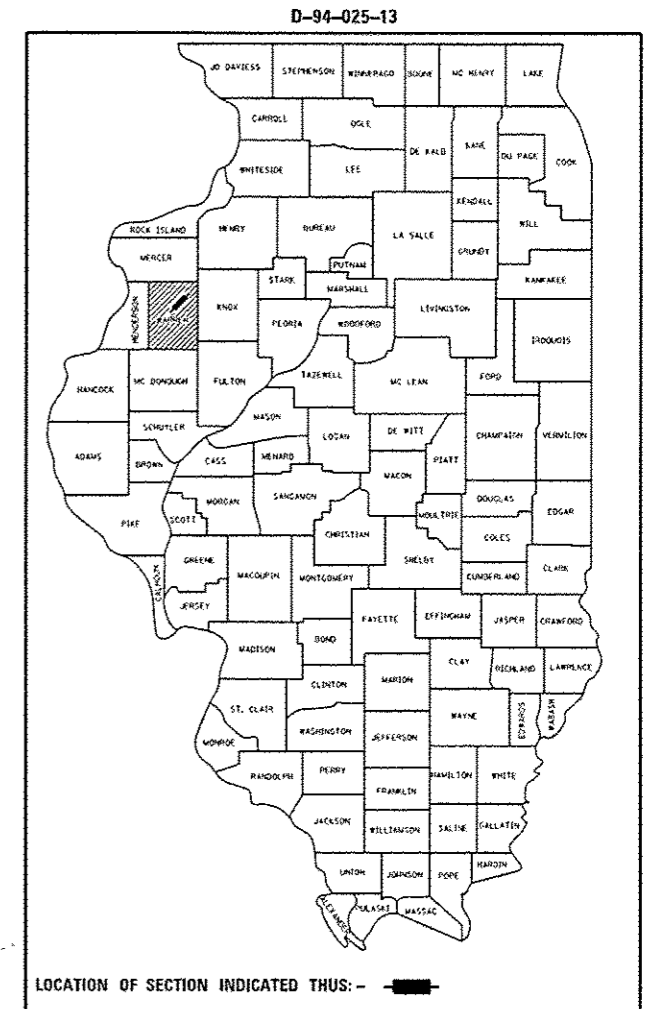 D-94-025-13
JO DAVIESS
STEPHENSON
WINNEBAGO
BOONE
MC HENRY
LAKE
CARROLL
OGLE
DE KALB
KANE
DU PAGE
COOK
WHITESIDE
LEE
KENDALL
ROCK ISLAND
HENRY
BUREAU
LA SALLE
WILL
GRUNDY
MERCER
PUTNAM
KANKAKEE
STARK
MARSHALL
HENDERSON
WARREN
KNOX
PEORIA
WOODFORD
LIVINGSTON
IROQUOIS
HANCOCK
MC DONOUGH
FULTON
TAZEWELL
MC LEAN
FORD
MASON
SCHUYLER
LOGAN
DE WITT
CHAMPAIGN
VERMILION
ADAMS
BROWN
CASS
MENARD
PIATT
MACON
MORGAN
SANGAMON
DOUGLAS
EDGAR
PIKE
SCOTT
CHRISTIAN
MOULTRIE
COLES
CALHOUN
GREENE
MACOUPIN
MONTGOMERY
SHELBY
CUMBERLAND
CLARK
JERSEY
FAYETTE
EFFINGHAM
JASPER
CRAWFORD
MADISON
BOND
CLAY
RICHLAND
LAWRENCE
CLINTON
MARION
ST. CLAIR
WAYNE
EDWARDS
WABASH
WASHINGTON
JEFFERSON
MONROE
RANDOLPH
PERRY
HAMILTON
WHITE
FRANKLIN
JACKSON
WILLIAMSON
SALINE
GALLATIN
UNION
JOHNSON
POPE
HARDIN
ALEXANDER
PULASKI
MASSAC
LOCATION OF SECTION INDICATED THUS: -